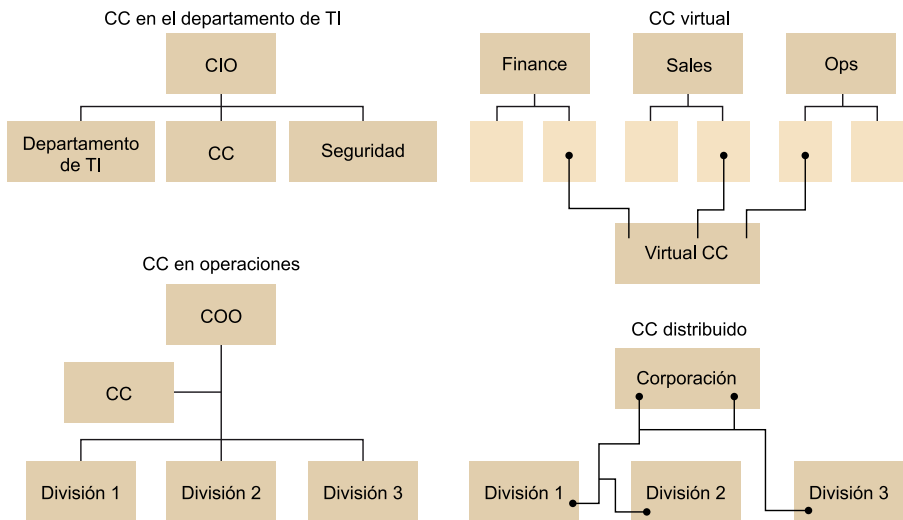 CC en el departamento de TI
CIO
Departamento
de TI
CC
Seguridad
CC virtual
Finance
Sales
Ops
Virtual CC
CC en operaciones
COO
CC
División 1
División 2
División 3
CC distribuido
Corporación
División 1
División 2
División 3